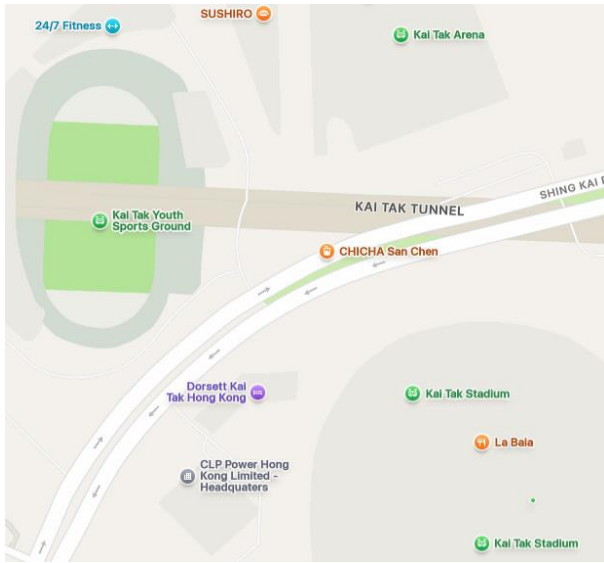 SUSHIRO
24/7 Fitness
Kai Tak Arena
SHING KAI
KAI TAK TUNNEL
Kai Tak Youth
Sports Ground
CHICHA San Chen
Dorsett Kai
Tak Hong Kong
Kai Tak Stadium
La Baia
CLP Power Hong
Kong Limited -
Headquaters
Kai Tak Stadium